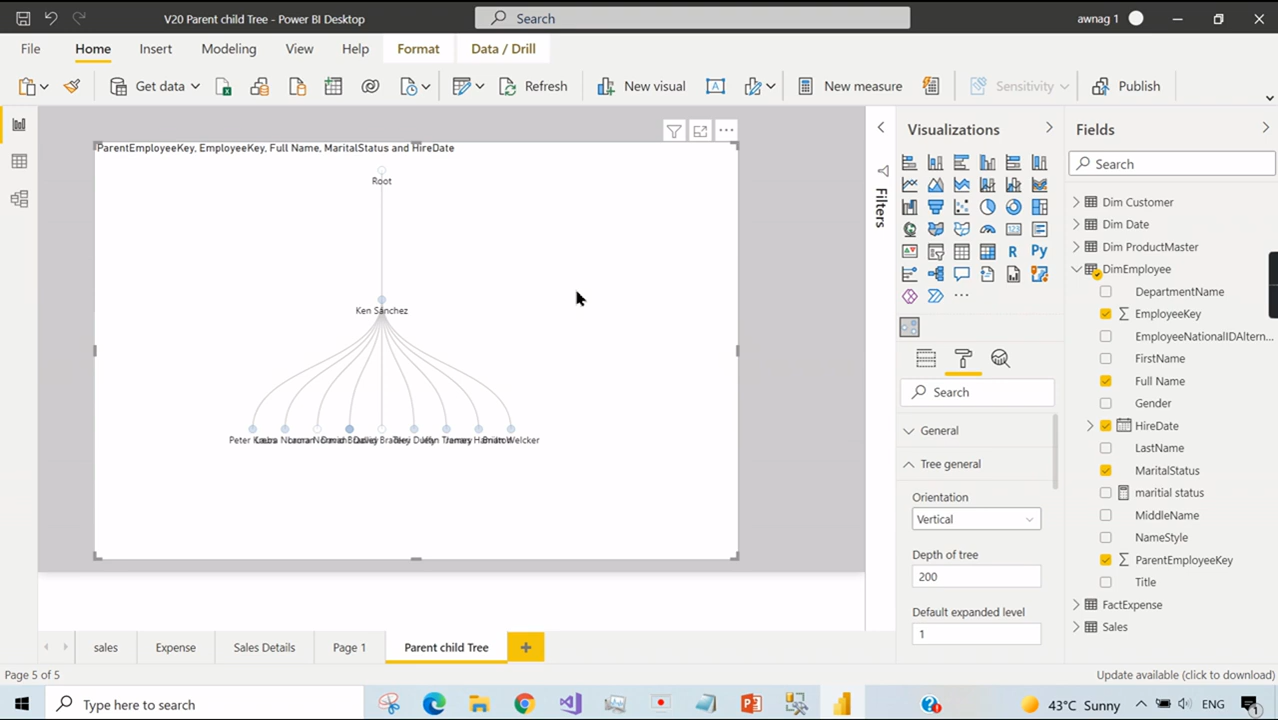 V20 Parent child Tree - Power BI Desktop
Search
awnag 1
File
Home
Insert
Modeling
View
Help
Format
Data / Drill
Get data
Refresh
New visual
New measure
Sensitivity
Publish
ParentEmployeeKey, EmployeeKey, Full Name, MaritalStatus and HireDate
Root
Ken Sánchez
Peter
Welcker
Filters
Visualizations
Search
General
Tree general
Orientation
Vertical
Depth of tree
200
Default expanded level
1
Fields
Search
Dim Customer
Dim Date
Dim ProductMaster
DimEmployee
DepartmentName
EmployeeKey
EmployeeNationalIDAltern...
FirstName
Full Name
Gender
HireDate
LastName
MaritalStatus
maritial status
MiddleName
NameStyle
ParentEmployeeKey
Title
FactExpense
Sales
sales
Expense
Sales Details
Page 1
Parent child Tree
Page 5 of 5
Update available (click to download)
Type here to search
43°C Sunny
ENG